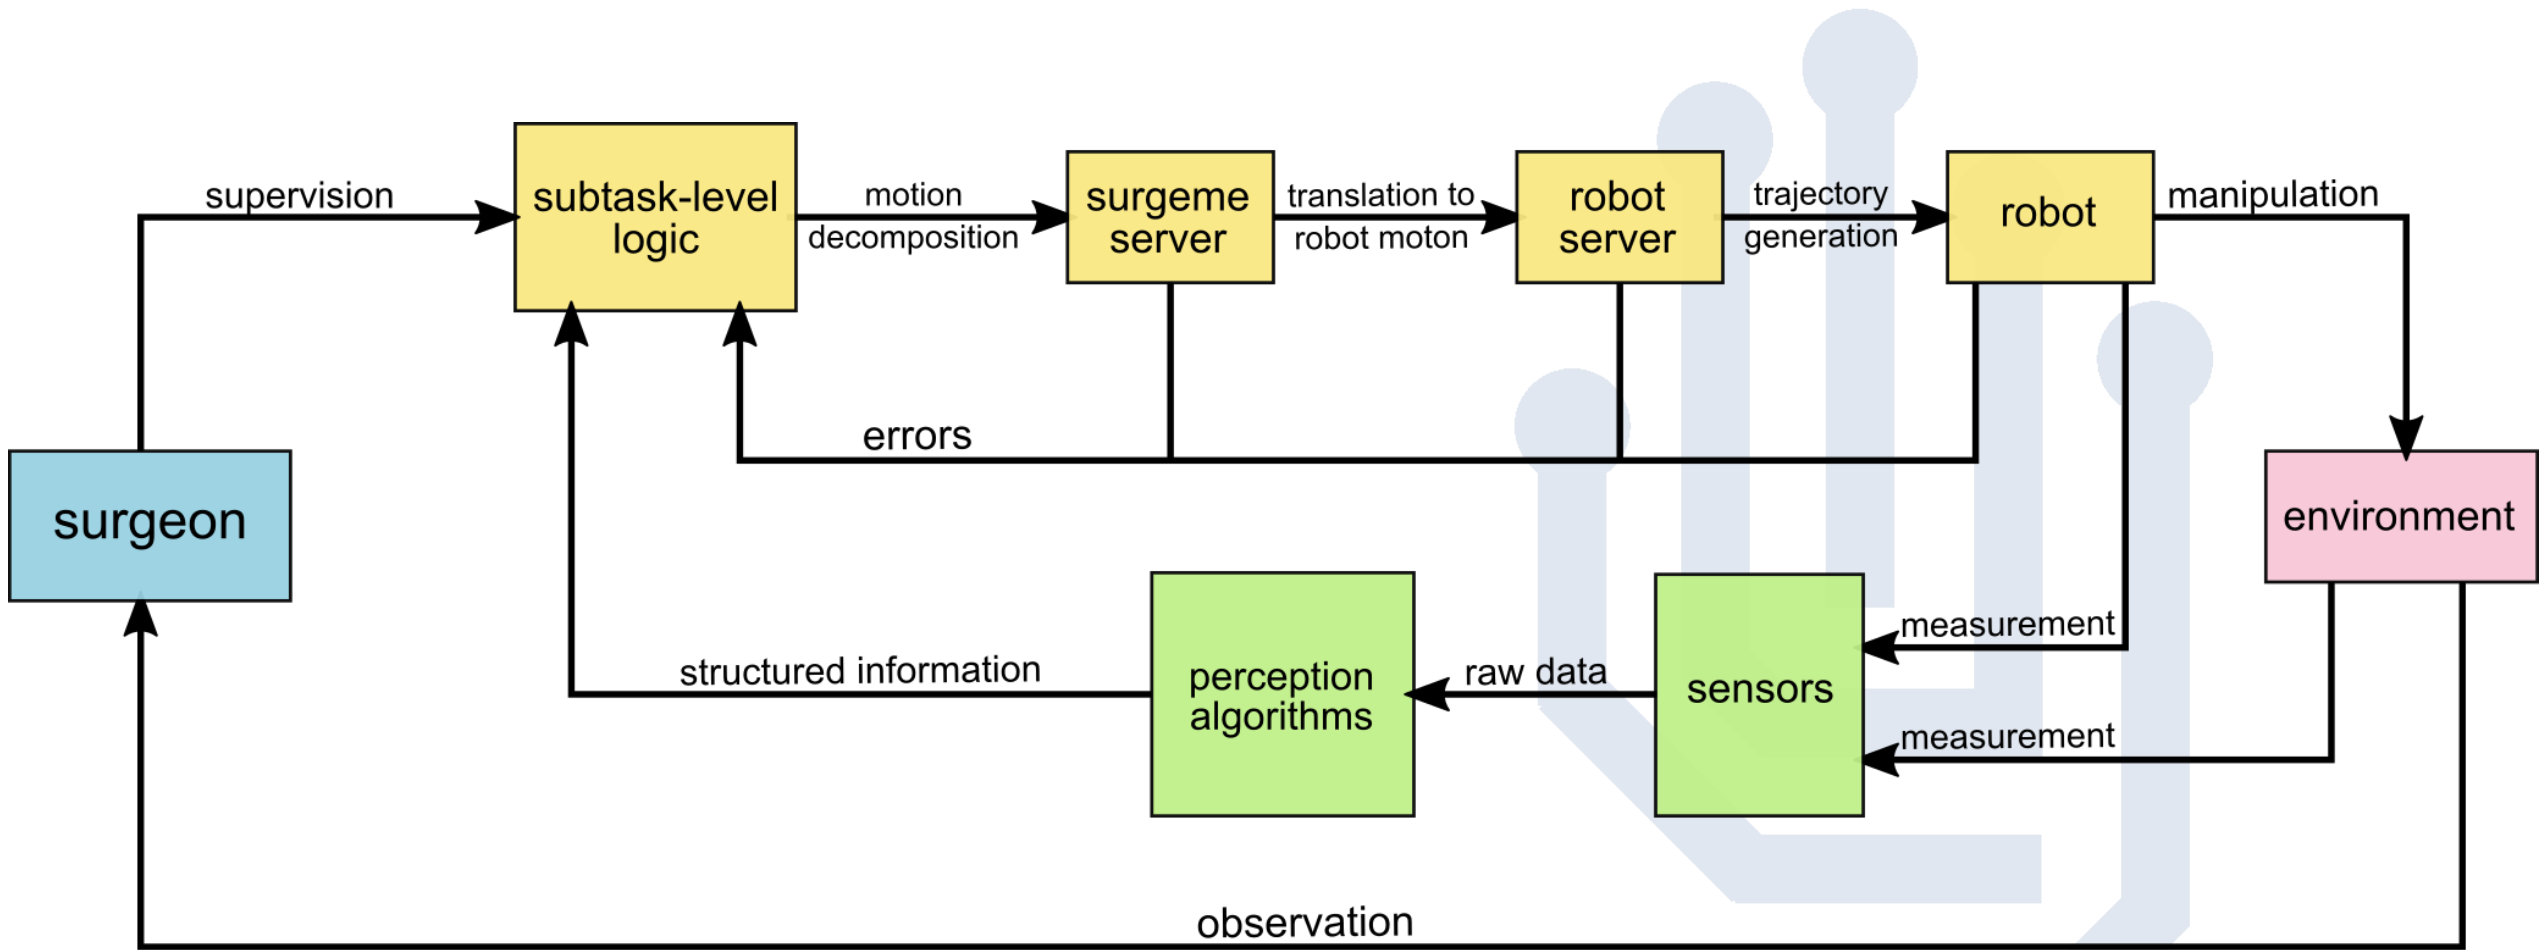 supervision
subtask-level
logic
motion
decomposition
surgeme
server
translation to
robot moton
robot
server
trajectory
generation
robot
manipulation
errors
surgeon
environment
structured information
perception
algorithms
raw data
sensors
measurement
measurement
observation